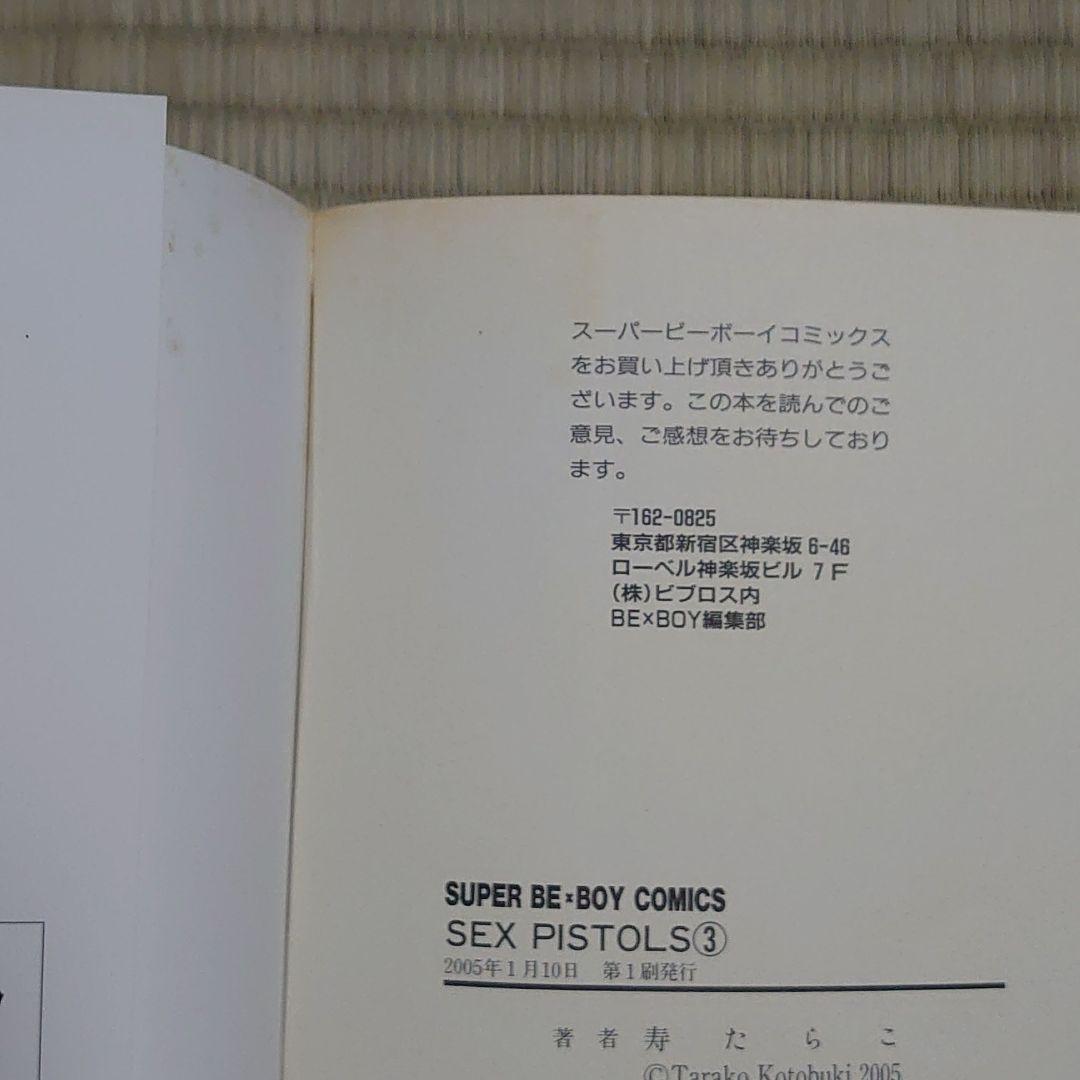 スーパービーボーイコミックス
をお買い上げ頂きありがとうご
ざいます。この本を読んでのご
意見、ご感想をお待ちしており
ます。
〒162-0825
東京都新宿区神楽坂 6-46
ローベル神楽坂ビル 7 F
(株)ビブロス内
BE×BOY編集部
SUPER BE×BOY COMICS
SEX PISTOLS③
2005年1月10日 第1刷発行
著者 寿たらこ
©Tarako Kotobuki 2005